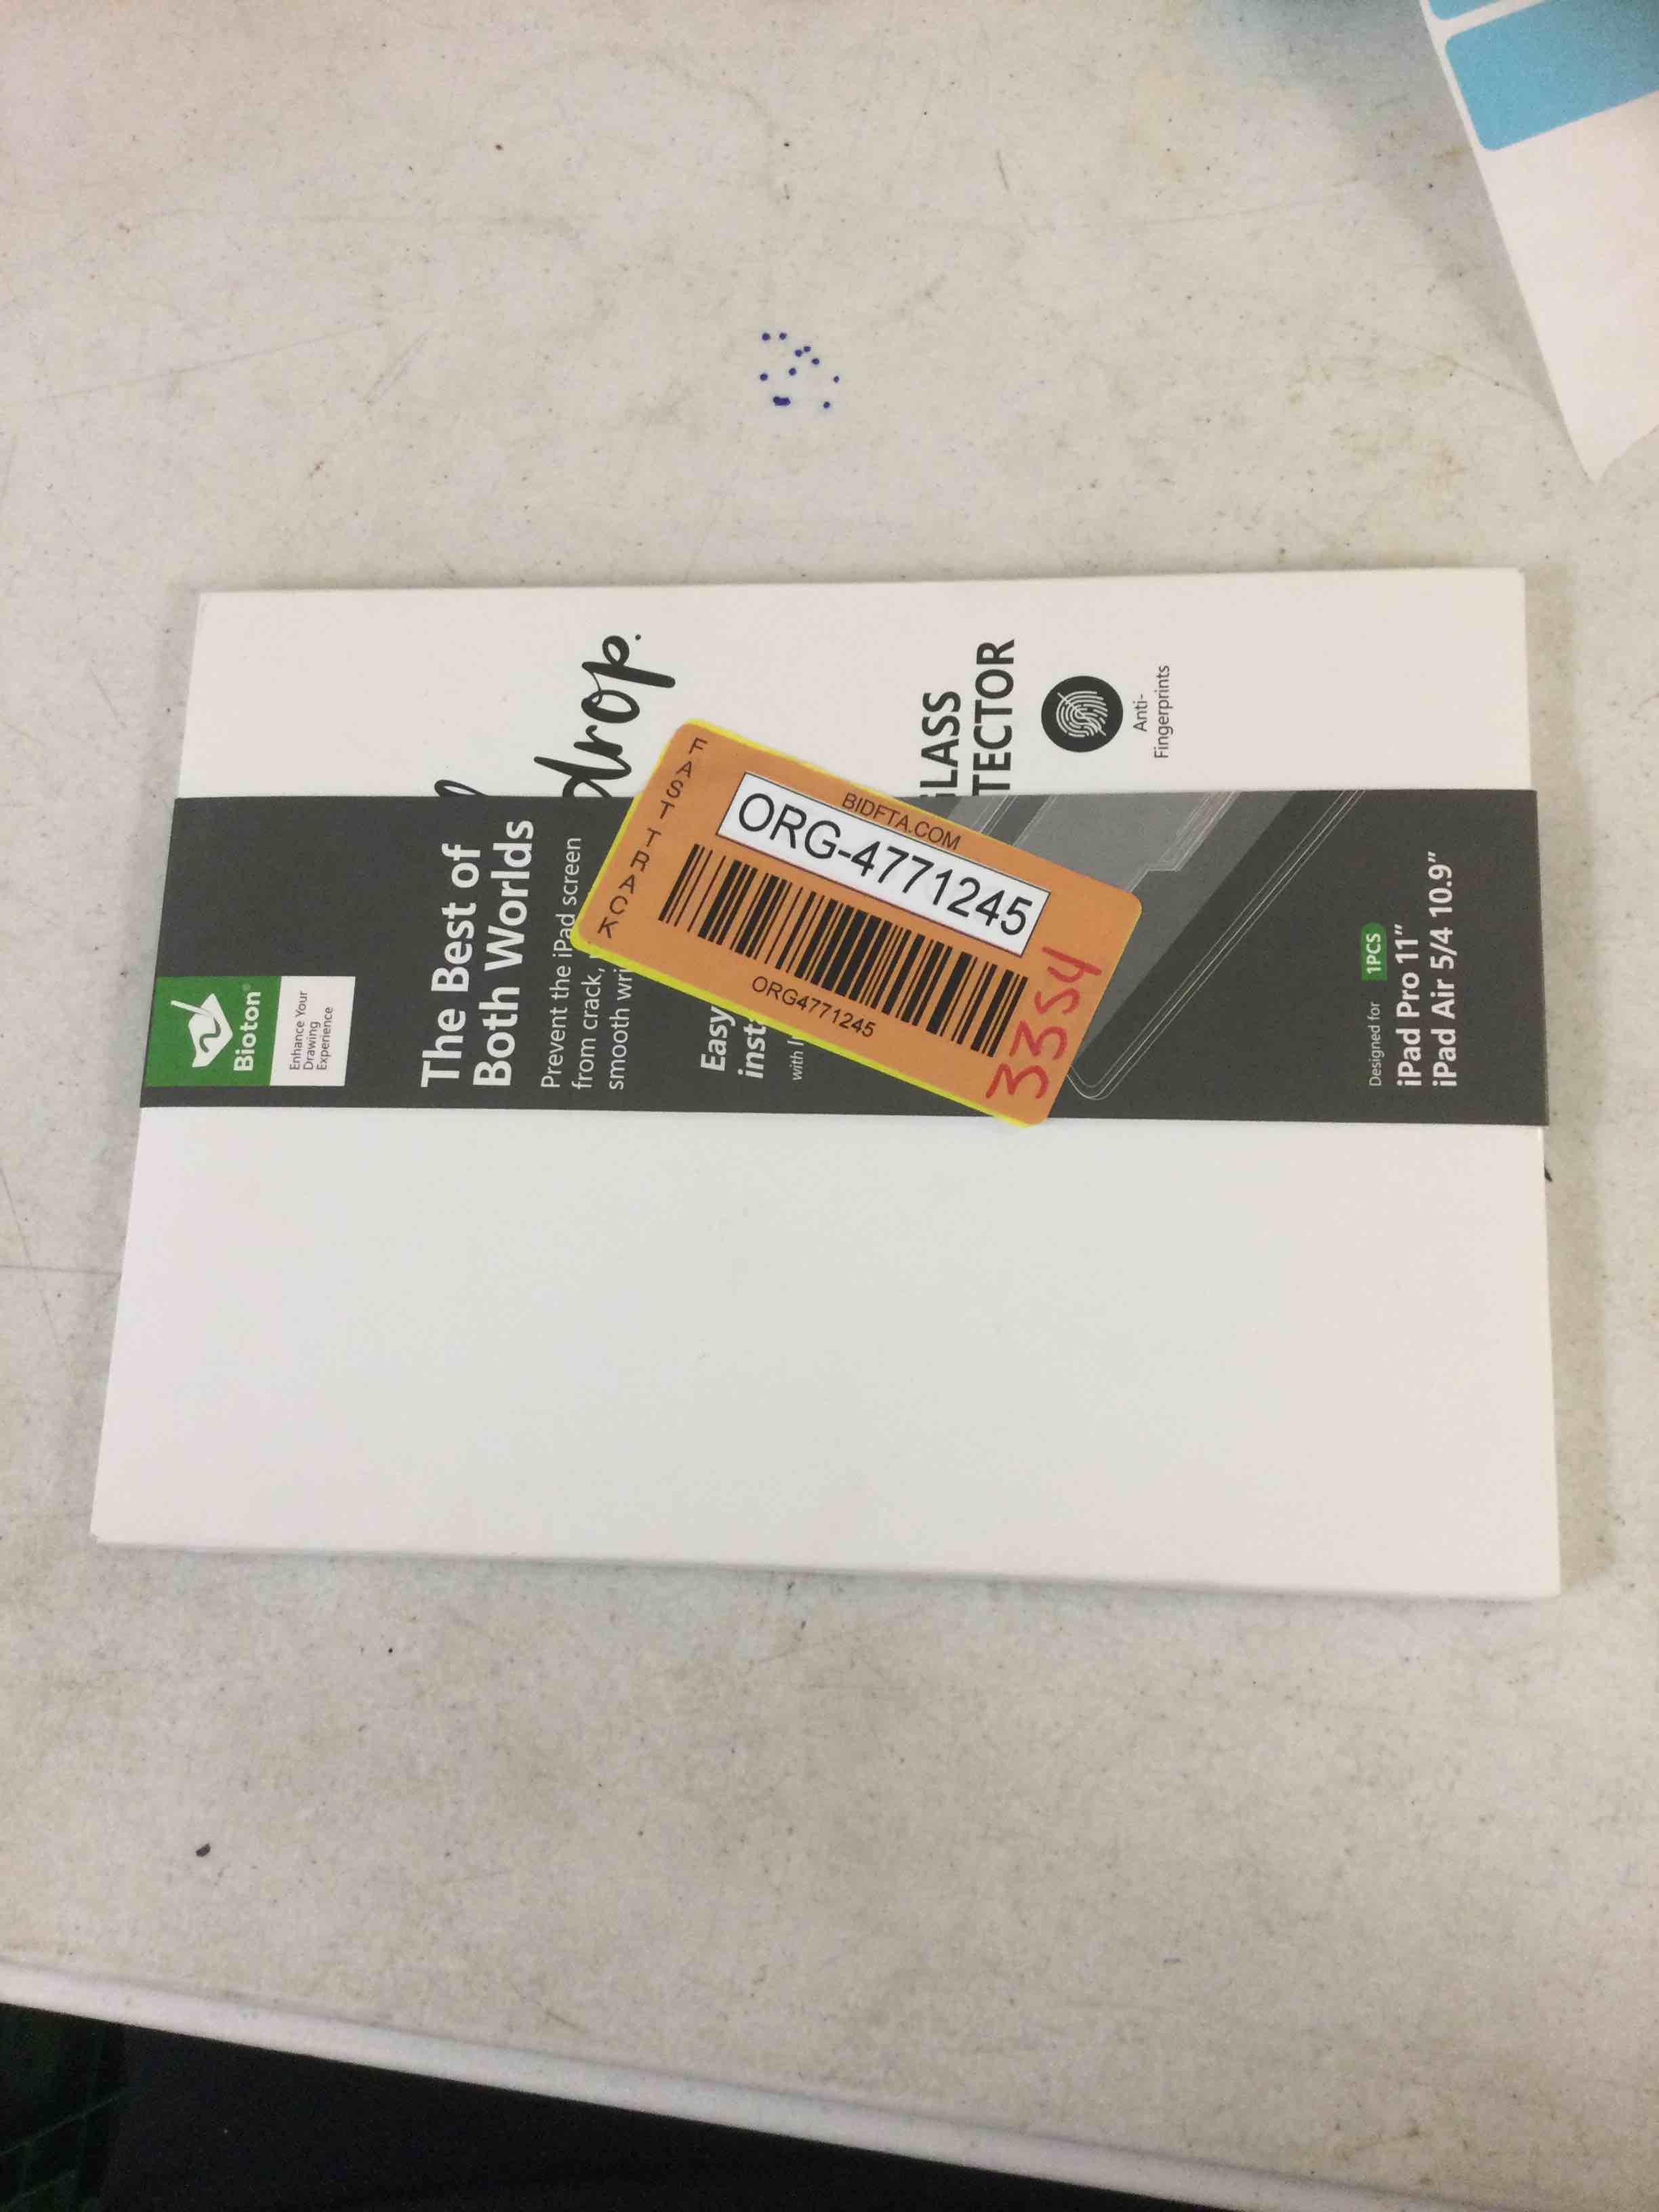 Bioton®
Enhance Your
Drawing
Experience
The Best of
Both Worlds
Prevent the iPad screen
from crack,
smooth wri
drop.
Easy
inst
with
FAST TRACK
BIDFTA.COM
ORG-4771245
ORG4771245
3354
LASS
TECTOR
Anti-
Fingerprints
Designed for
1PCS
iPad Pro 11"
iPad Air 5/4 10.9"